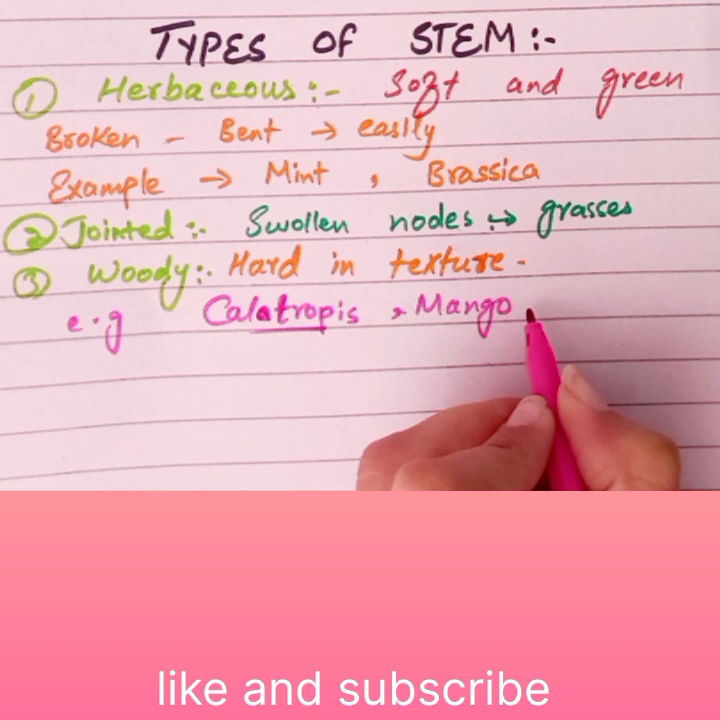 TYPES OF STEM :-
① Herbaceous :- Soft and green
Broken - Bent → easily
Example → Mint , Brassica
② Jointed :- Swollen nodes :→ grasses
③ Woody :- Hard in texture -
e.g Calatropis , Mango
like and subscribe